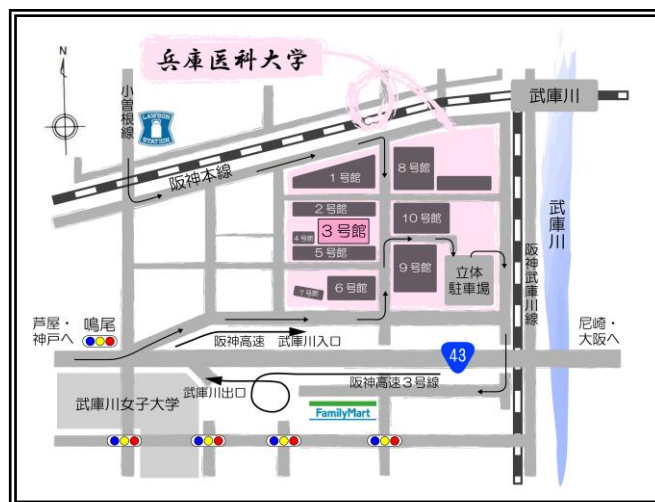 N
兵庫医科大学
小曽根線
LAWSON
STATION
武庫川
阪神本線
1号館
8号館
2号館
10号館
3号館
4号館
5号館
9号館
立体
駐車場
6号館
7号館
武庫川
阪神武庫川線
芦屋・
神戸へ
鳴尾
阪神高速 武庫川入口
尼崎・
大阪へ
43
武庫川出口
阪神高速3号線
武庫川女子大学
FamilyMart